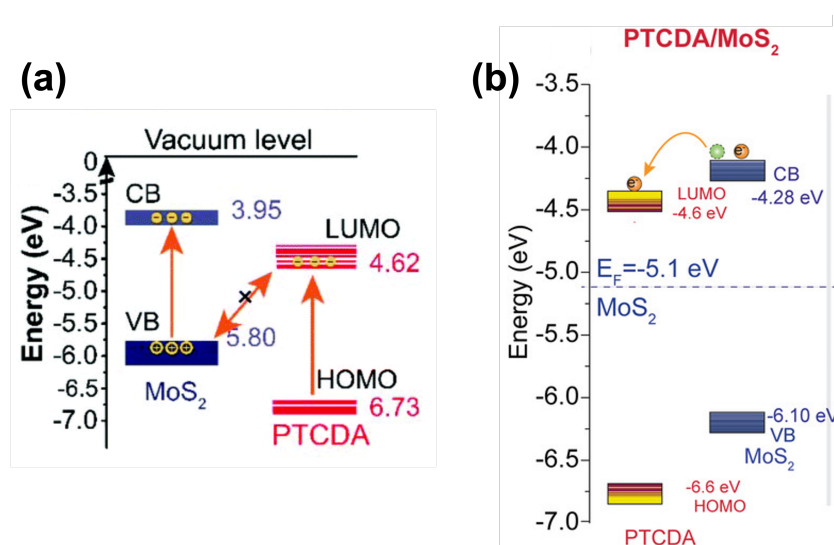 (a)
Vacuum level
0
-3.5
-4.0
-4.5
-5.0
-5.5
-6.0
-6.5
-7.0
Energy (eV)
CB
3.95
VB
5.80
MoS₂
LUMO
4.62
HOMO
6.73
PTCDA
(b)
PTCDA/MoS₂
-3.5
-4.0
-4.5
-5.0
-5.5
-6.0
-6.5
-7.0
Energy (eV)
e
e
CB
-4.28 eV
LUMO
-4.6 eV
E_F=-5.1 eV
MoS₂
-6.10 eV
VB
MoS₂
-6.6 eV
HOMO
PTCDA